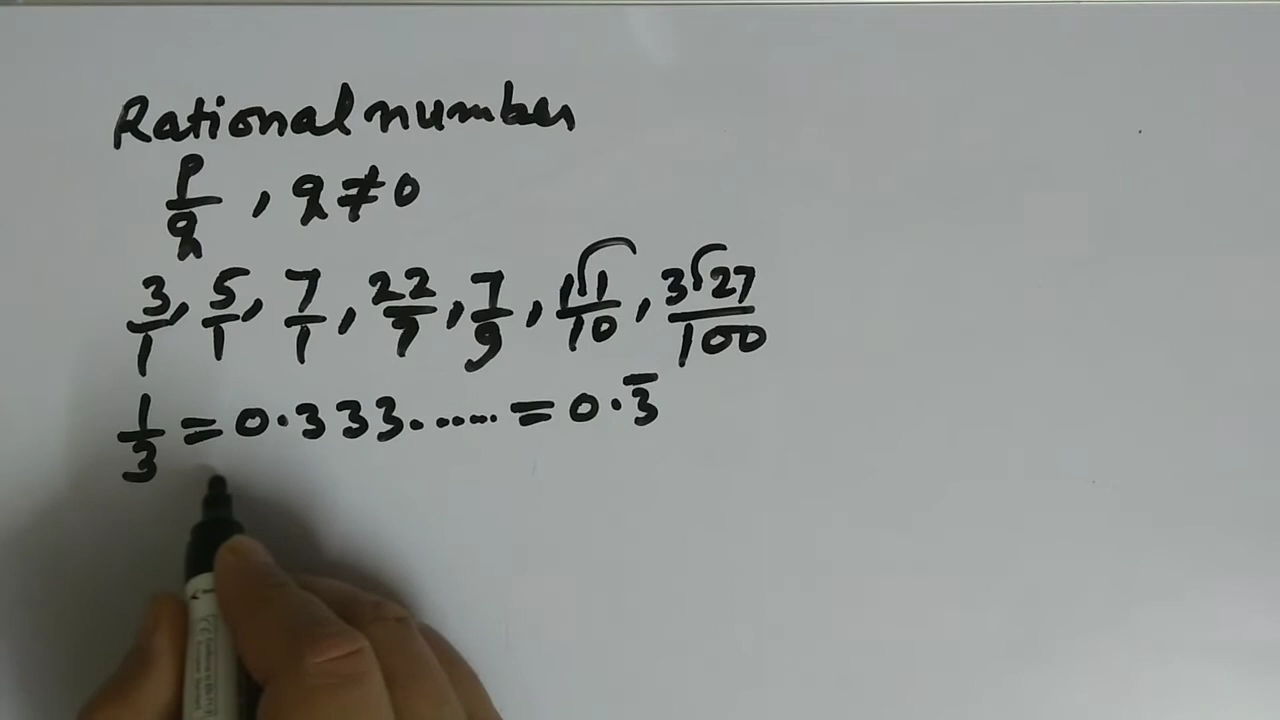 Rational number
p/q , q ≠ 0
3/1, 5/1, 7/1, 22/7, 7/9, 11/10, 327/100
1/3 = 0.333...... = 0.3̅